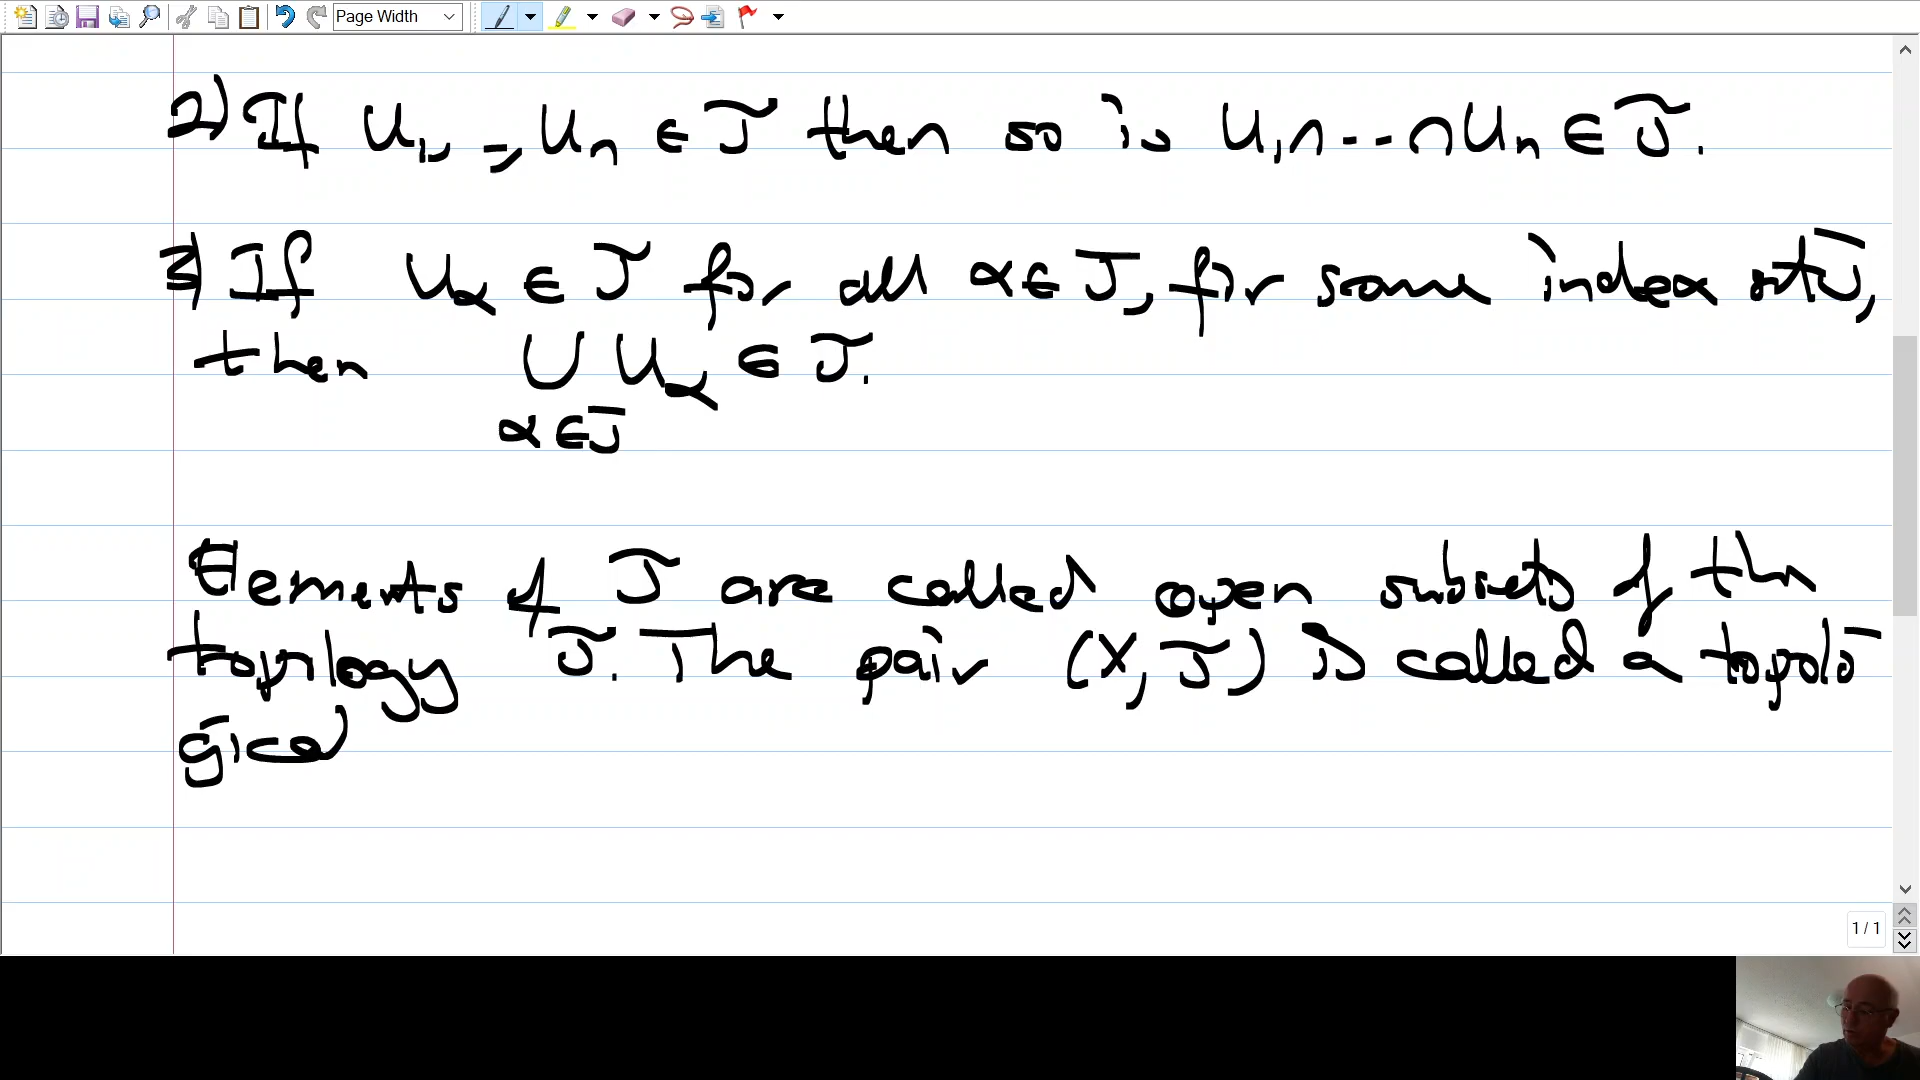 Page Width
2) If U₁, -, Uₙ ∈ 𝒯 then so is U₁∩--∩Uₙ ∈ 𝒯.
3) If U_α ∈ 𝒯 for all α∈J, for some index set J,
then ∪ U_α ∈ 𝒯.
α∈J
Elements of 𝒯 are called open subsets of the
topology 𝒯. The pair (X, 𝒯) is called a topolo-
gical
1 / 1